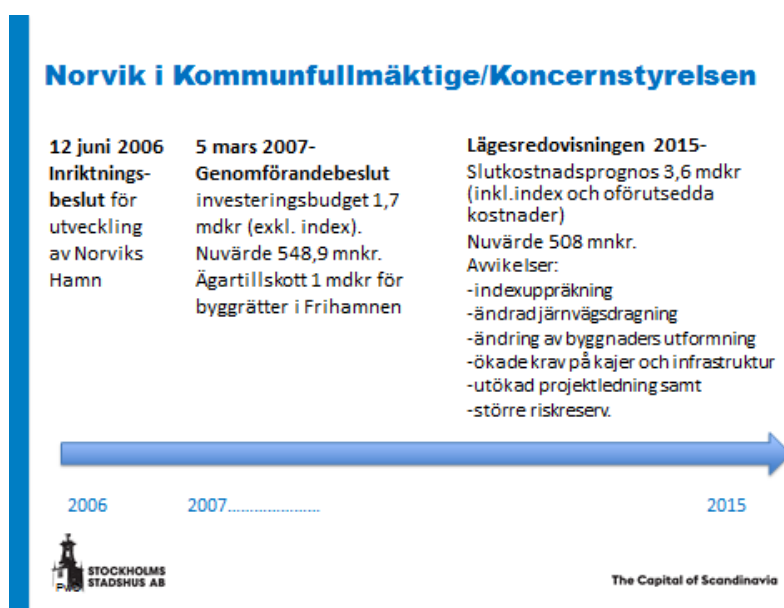 Norvik i Kommunfullmäktige/Koncernstyrelsen
12 juni 2006
Inriktnings-
beslut för
utveckling
av Norviks
Hamn
5 mars 2007-
Genomförandebeslut
investeringsbudget 1,7
mdkr (exkl. index).
Nuvärde 548,9 mnkr.
Ägartillskott 1 mdkr för
byggrätter i Frihamnen
Lägesredovisningen 2015-
Slutkostnadsprognos 3,6 mdkr
(inkl.index och oförutsedda
kostnader)
Nuvärde 508 mnkr.
Avvikelser:
-indexuppräkning
-ändrad järnvägsdragning
-ändring av byggnaders utformning
-ökade krav på kajer och infrastruktur
-utökad projektledning samt
-större riskreserv.
2006
2007.....................
2015
STOCKHOLMS
STADSHUS AB
The Capital of Scandinavia